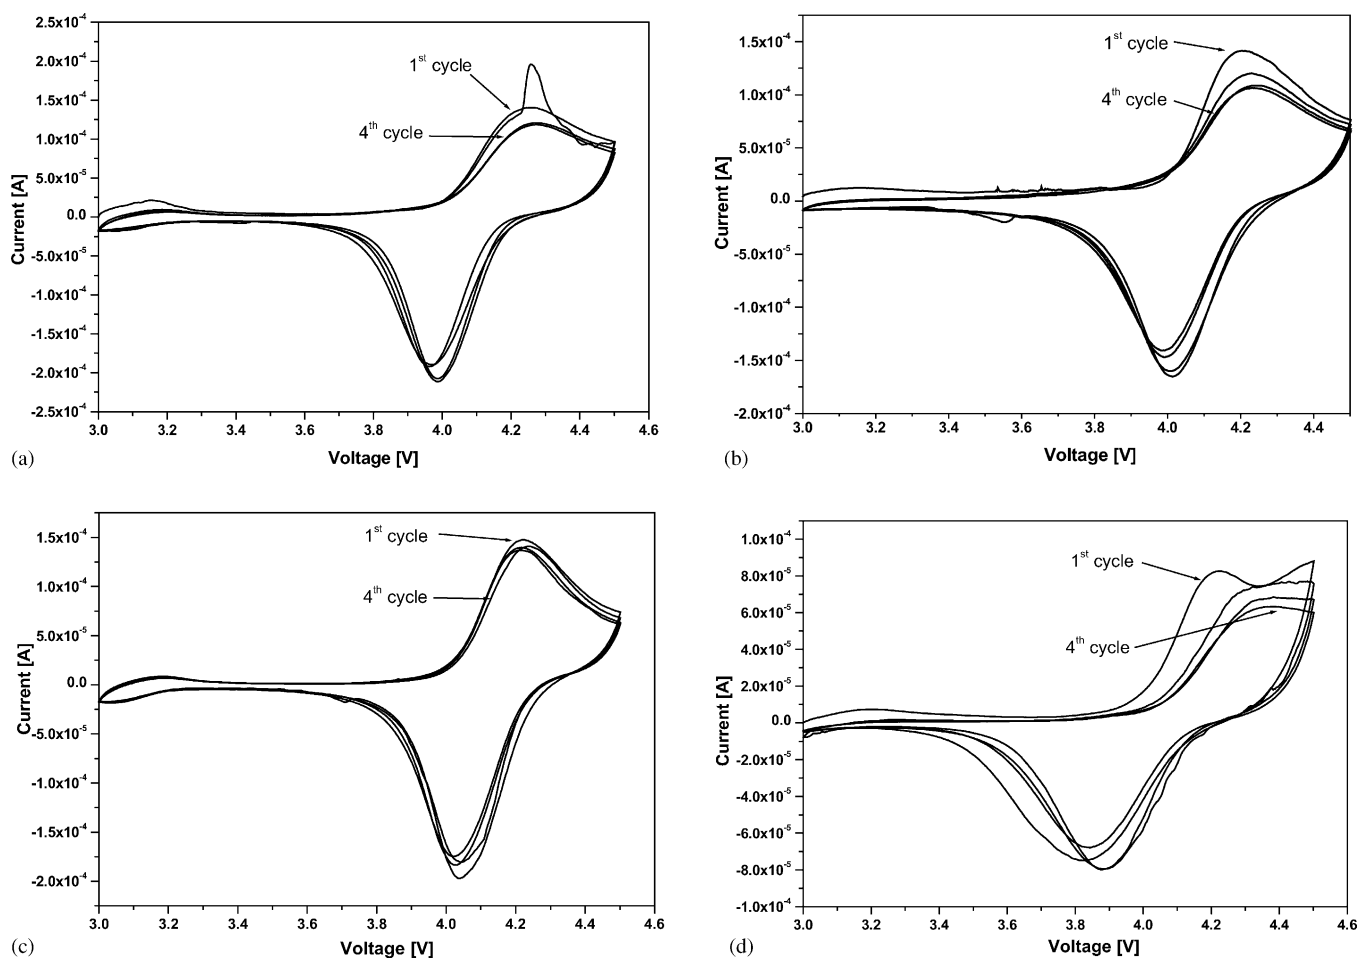 2.5x10⁻⁴
2.0x10⁻⁴
1.5x10⁻⁴
1.0x10⁻⁴
5.0x10⁻⁵
0.0
-5.0x10⁻⁵
-1.0x10⁻⁴
-1.5x10⁻⁴
-2.0x10⁻⁴
-2.5x10⁻⁴
Current [A]
1ˢᵗ cycle
4ᵗʰ cycle
3.0 3.2 3.4 3.6 3.8 4.0 4.2 4.4 4.6
Voltage [V]
(a)
1.5x10⁻⁴
1.0x10⁻⁴
5.0x10⁻⁵
0.0
-5.0x10⁻⁵
-1.0x10⁻⁴
-1.5x10⁻⁴
-2.0x10⁻⁴
Current [A]
1ˢᵗ cycle
4ᵗʰ cycle
3.0 3.2 3.4 3.6 3.8 4.0 4.2 4.4
Voltage [V]
(b)
1.5x10⁻⁴
1.0x10⁻⁴
5.0x10⁻⁵
0.0
-5.0x10⁻⁵
-1.0x10⁻⁴
-1.5x10⁻⁴
-2.0x10⁻⁴
Current [A]
1ˢᵗ cycle
4ᵗʰ cycle
3.0 3.2 3.4 3.6 3.8 4.0 4.2 4.4 4.6
Voltage [V]
(c)
1.0x10⁻⁴
8.0x10⁻⁵
6.0x10⁻⁵
4.0x10⁻⁵
2.0x10⁻⁵
0.0
-2.0x10⁻⁵
-4.0x10⁻⁵
-6.0x10⁻⁵
-8.0x10⁻⁵
-1.0x10⁻⁴
Current [A]
1ˢᵗ cycle
4ᵗʰ cycle
3.0 3.2 3.4 3.6 3.8 4.0 4.2 4.4 4.6
Voltage [V]
(d)